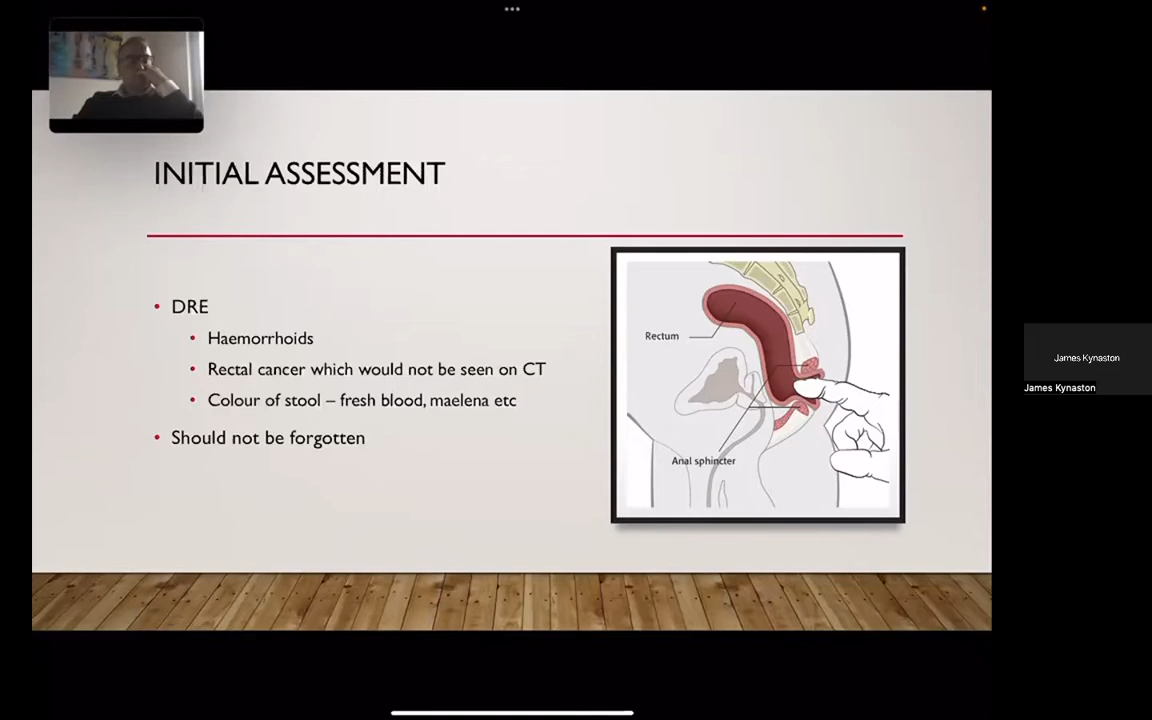 INITIAL ASSESSMENT
• DRE
• Haemorrhoids
• Rectal cancer which would not be seen on CT
• Colour of stool – fresh blood, maelena etc
• Should not be forgotten
Rectum
Anal sphincter
James Kynaston
James Kynaston